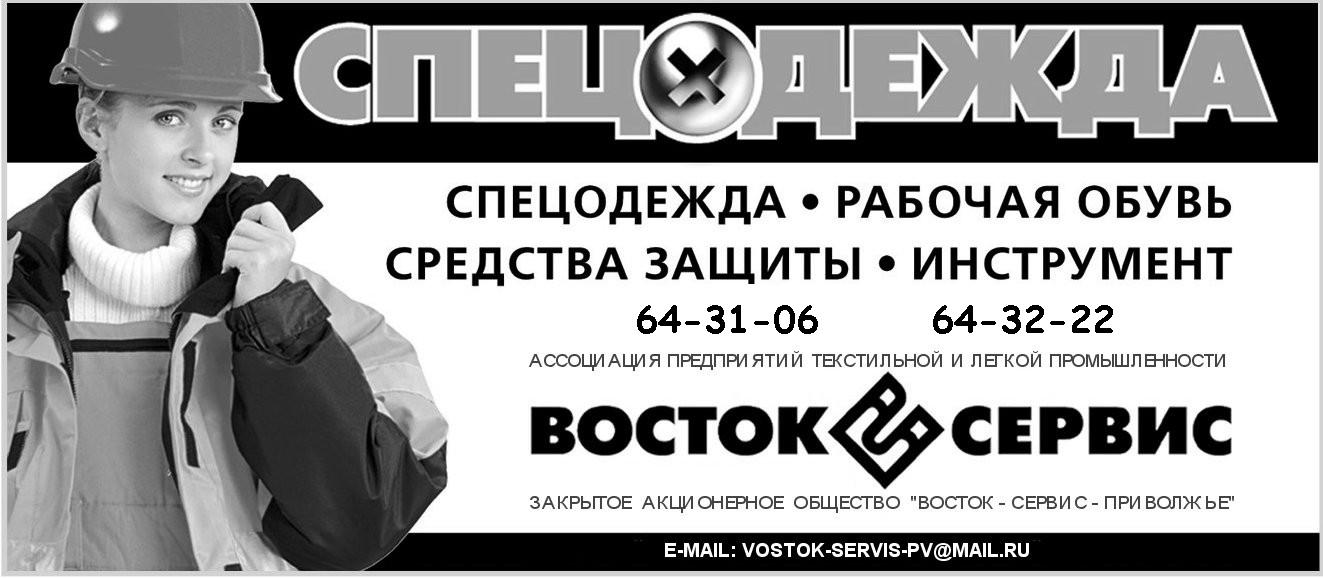 СПЕЦОДЕЖДА
СПЕЦОДЕЖДА • РАБОЧАЯ ОБУВЬ
СРЕДСТВА ЗАЩИТЫ • ИНСТРУМЕНТ
64-31-06 64-32-22
АССОЦИАЦИЯ ПРЕДПРИЯТИЙ ТЕКСТИЛЬНОЙ И ЛЕГКОЙ ПРОМЫШЛЕННОСТИ
ВОСТОК СЕРВИС
ЗАКРЫТОЕ АКЦИОНЕРНОЕ ОБЩЕСТВО "ВОСТОК - СЕРВИС - ПРИВОЛЖЬЕ"
E-MAIL: VOSTOK-SERVIS-PV@MAIL.RU